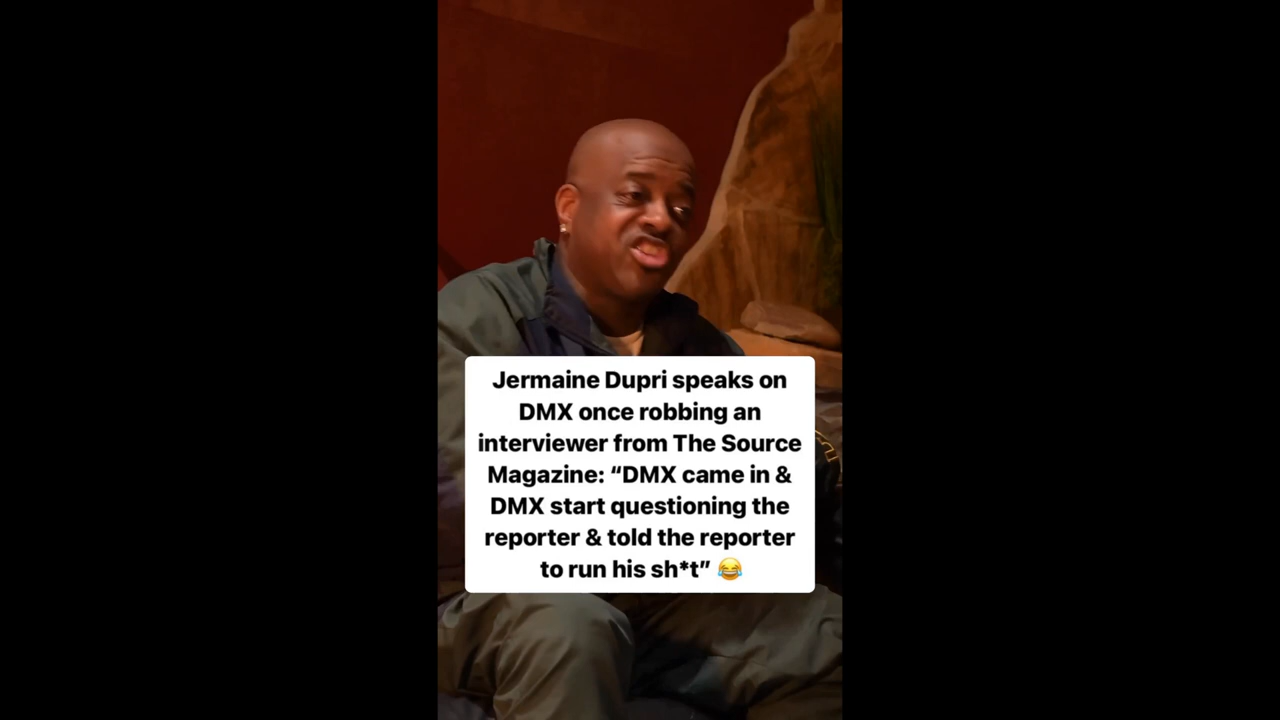 Jermaine Dupri speaks on
DMX once robbing an
interviewer from The Source
Magazine: “DMX came in &
DMX start questioning the
reporter & told the reporter
to run his sh*t” 😂